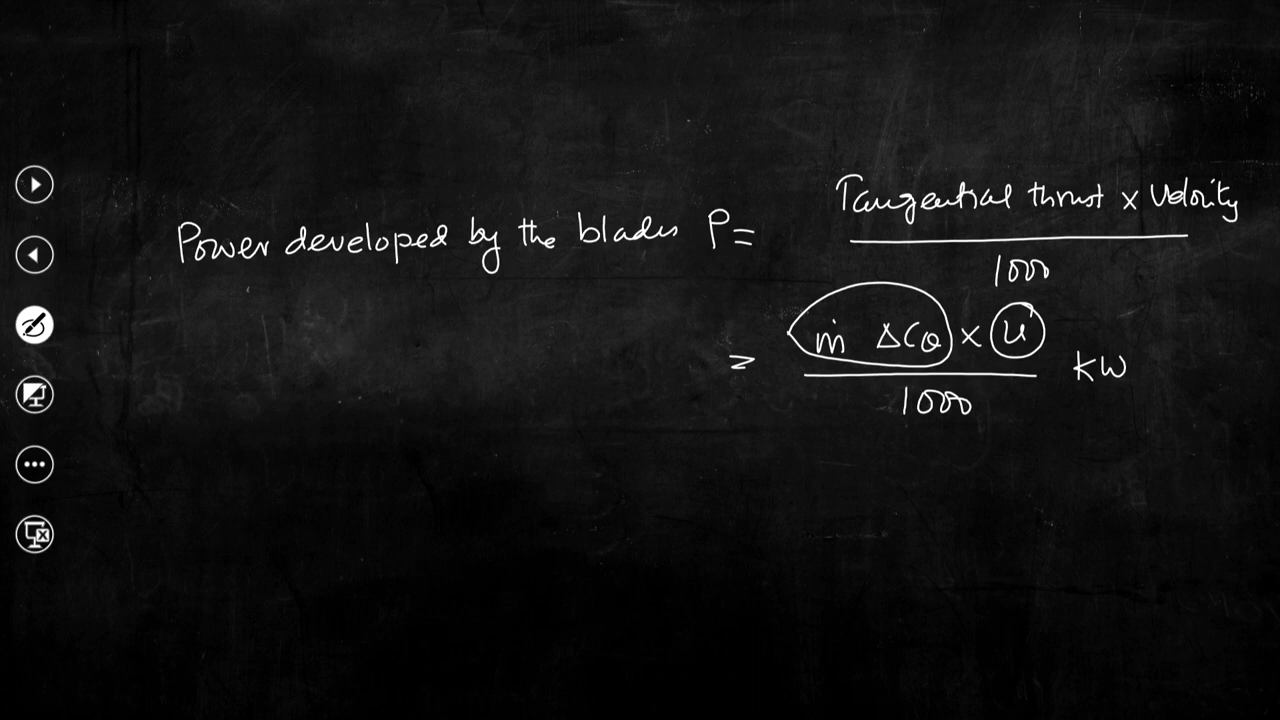 Power developed by the blades P = Tangential thrust × Velocity / 1000
= ṁ ΔCθ × U / 1000 kW